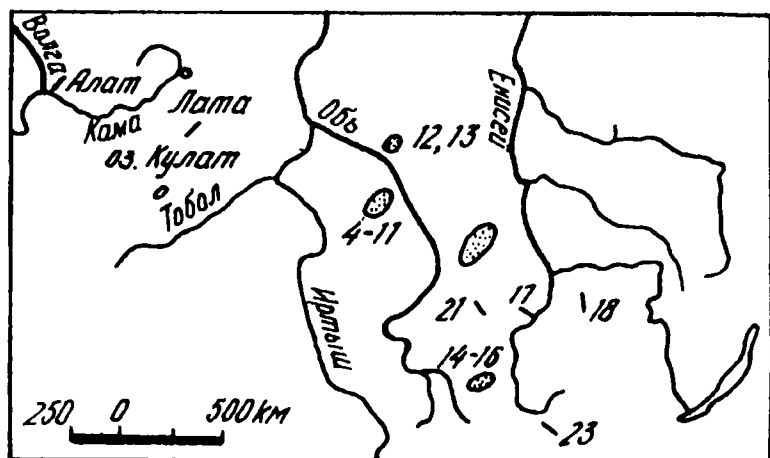 Волга
Алат
Кама
Лата
оз. Кулат
Тобол
Обь
12, 13
Енисей
4-11
Иртыш
21
17
18
14-16
23
250 0 500 км